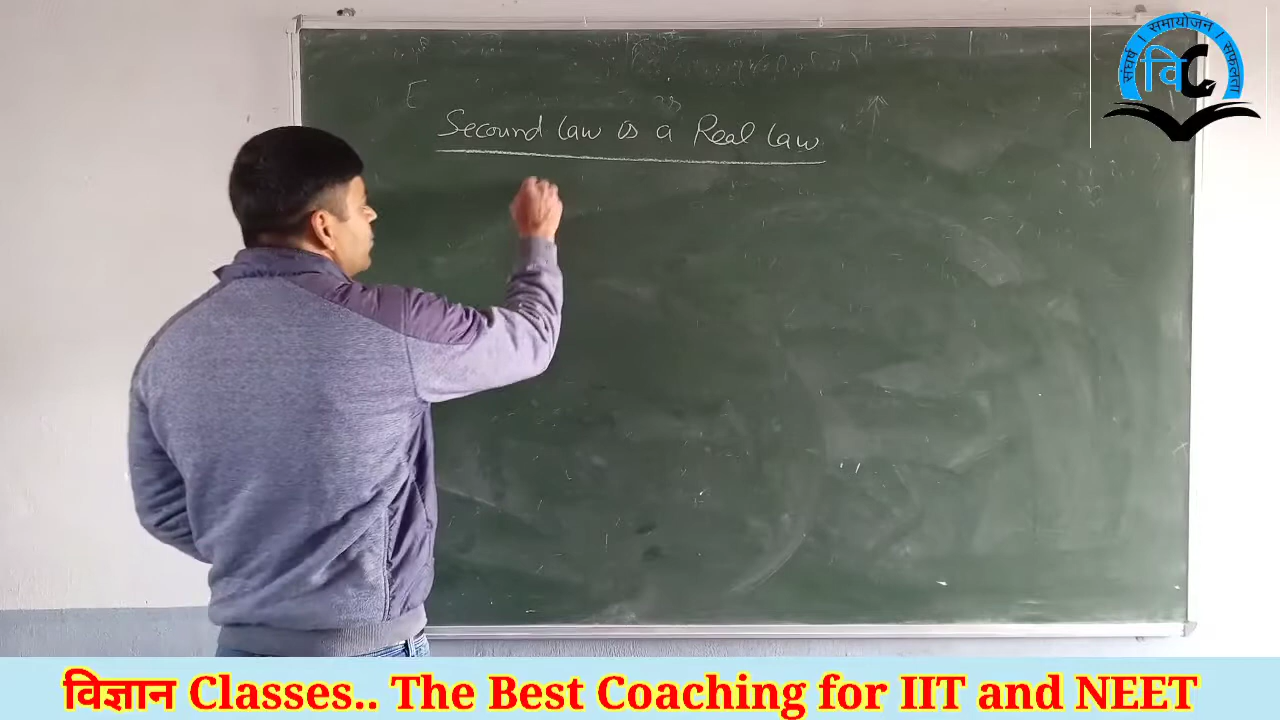 संघर्ष । समायोजन । सफलता
विC
Secound law is a Real law
विज्ञान Classes.. The Best Coaching for IIT and NEET